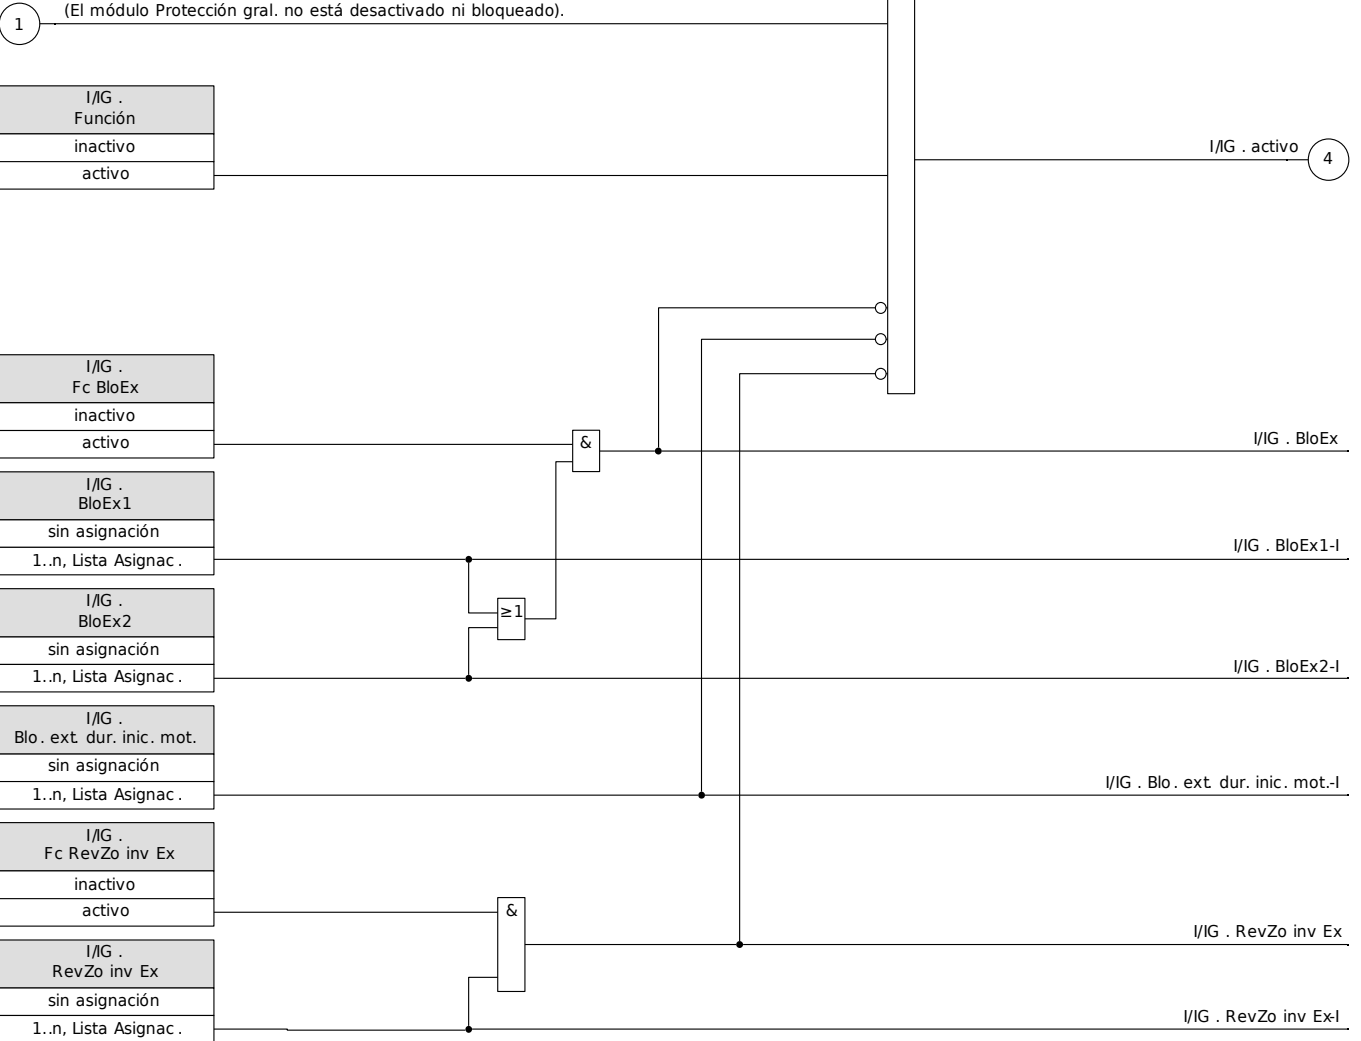 (El módulo Protección gral. no está desactivado ni bloqueado).
1
I/IG .
Función
inactivo
activo
I/IG . activo
4
I/IG .
Fc BloEx
inactivo
activo
&
I/IG . BloEx
I/IG .
BloEx1
sin asignación
1..n, Lista Asignac.
I/IG . BloEx1-I
≥1
I/IG .
BloEx2
sin asignación
1..n, Lista Asignac.
I/IG . BloEx2-I
I/IG .
Blo. ext. dur. inic. mot.
sin asignación
1..n, Lista Asignac.
I/IG . Blo. ext. dur. inic. mot.-I
I/IG .
Fc RevZo inv Ex
inactivo
activo
&
I/IG . RevZo inv Ex
I/IG .
RevZo inv Ex
sin asignación
1..n, Lista Asignac.
I/IG . RevZo inv Ex-I